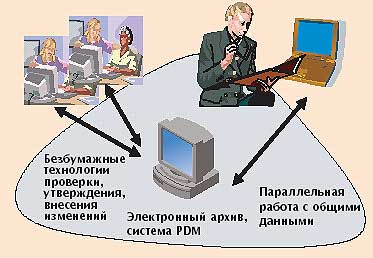 Безбумажные
технологии
проверки,
утверждения,
внесения
изменений
Электронный архив,
система PDM
Параллельная
работа с общими
данными